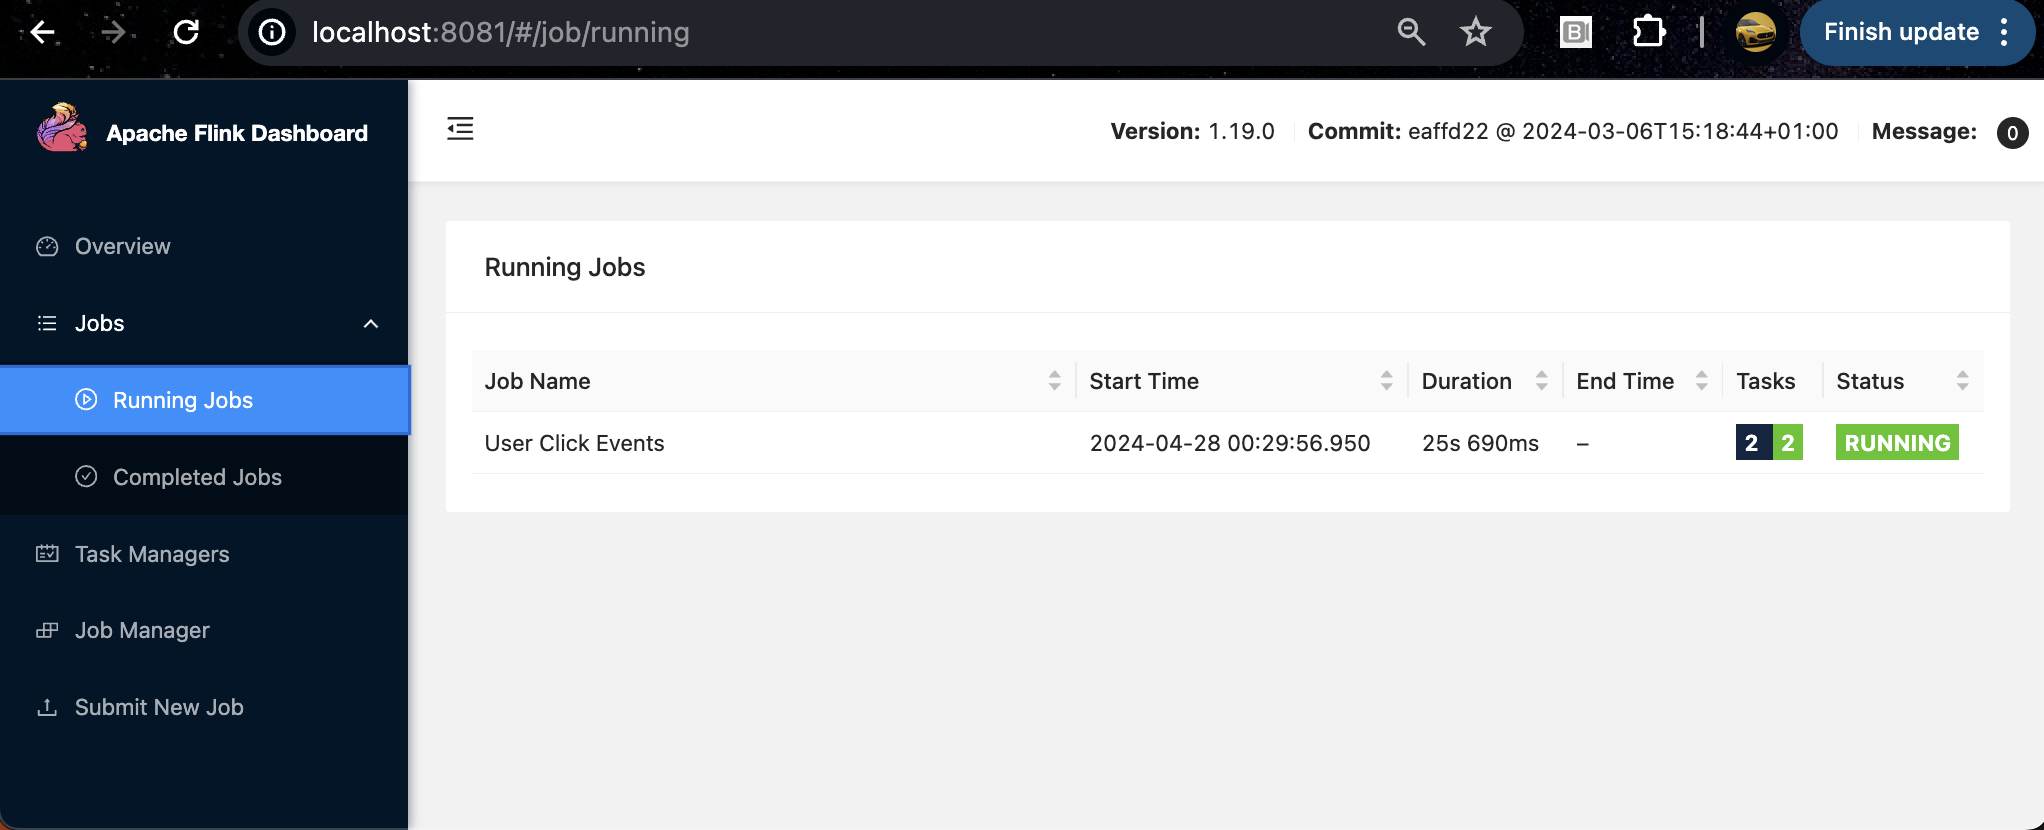 localhost:8081/#/job/running
B
Finish update
Apache Flink Dashboard
Version: 1.19.0 Commit: eaffd22 @ 2024-03-06T15:18:44+01:00 Message: 0
Overview
Jobs
Running Jobs
Completed Jobs
Task Managers
Job Manager
Submit New Job
Running Jobs
Job Name Start Time Duration End Time Tasks Status
User Click Events 2024-04-28 00:29:56.950 25s 690ms – 2 2 RUNNING